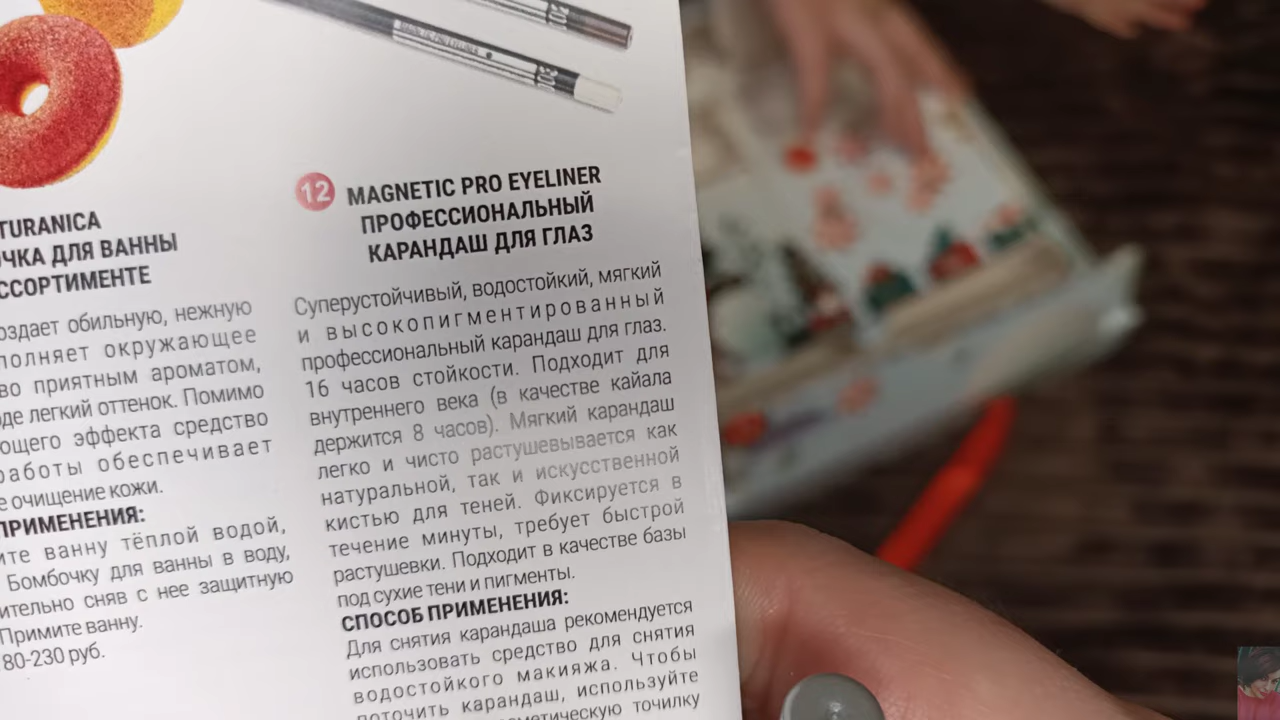 TURANICA
ЧКА ДЛЯ ВАННЫ
ССОРТИМЕНТЕ
оздает обильную, нежную
полняет окружающее
во приятным ароматом,
оде легкий оттенок. Помимо
ющего эффекта средство
работы обеспечивает
е очищение кожи.
ПРИМЕНЕНИЯ:
ите ванну тёплой водой,
Бомбочку для ванны в воду,
ительно сняв с нее защитную
Примите ванну.
80-230 руб.
12
MAGNETIC PRO EYELINER
ПРОФЕССИОНАЛЬНЫЙ
КАРАНДАШ ДЛЯ ГЛАЗ
Суперустойчивый, водостойкий, мягкий
и высокопигментированный
профессиональный карандаш для глаз.
16 часов стойкости. Подходит для
внутреннего века (в качестве кайала
держится 8 часов). Мягкий карандаш
легко и чисто растушевывается как
натуральной, так и искусственной
кистью для теней. Фиксируется в
течение минуты, требует быстрой
растушевки. Подходит в качестве базы
под сухие тени и пигменты.
СПОСОБ ПРИМЕНЕНИЯ:
Для снятия карандаша рекомендуется
использовать средство для снятия
водостойкого макияжа. Чтобы
поточить карандаш, используйте
метическую точилку